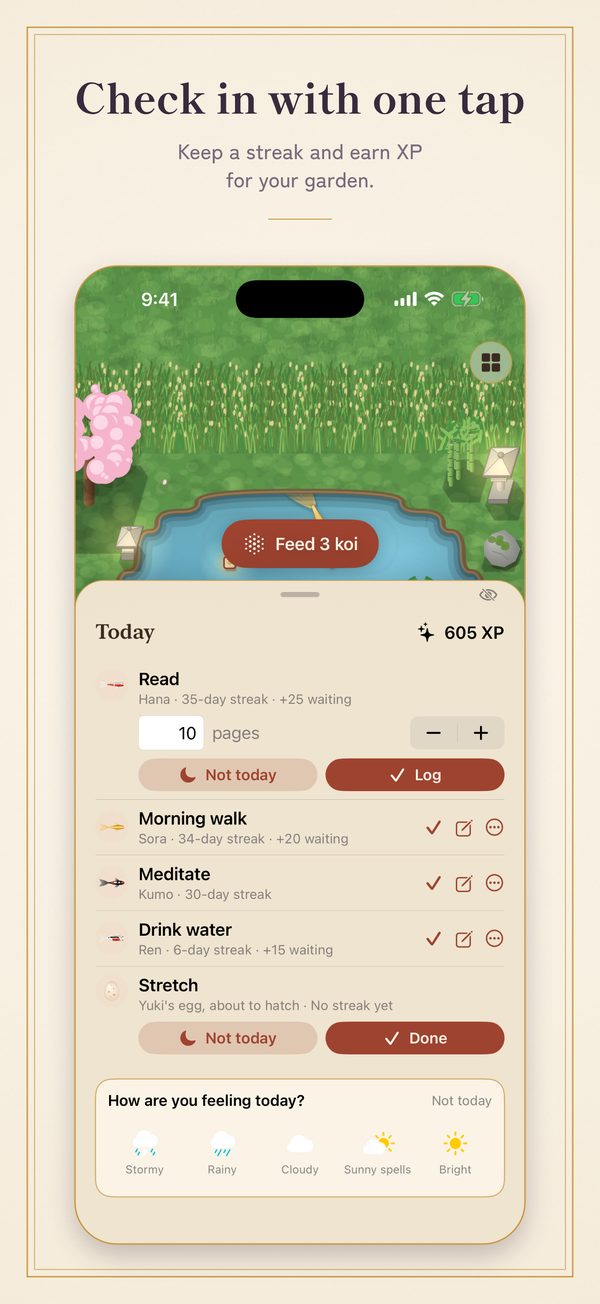 Check in with one tap
Keep a streak and earn XP
for your garden.
9:41
Feed 3 koi
Today
605 XP
Read
Hana · 35-day streak · +25 waiting
10 pages
Not today
Log
Morning walk
Sora · 34-day streak · +20 waiting
Meditate
Kumo · 30-day streak
Drink water
Ren · 6-day streak · +15 waiting
Stretch
Yuki's egg, about to hatch · No streak yet
Not today
Done
How are you feeling today?
Not today
Stormy
Rainy
Cloudy
Sunny spells
Bright